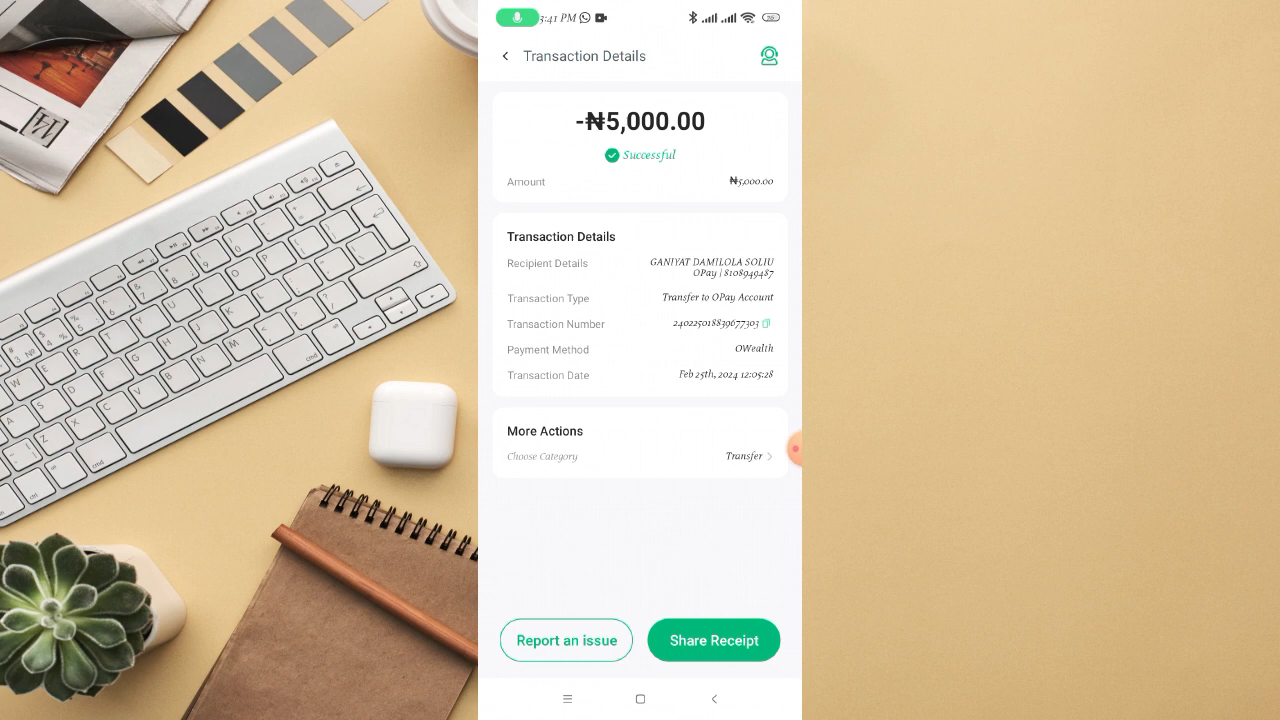 3:41 PM
Transaction Details
-₦5,000.00
Successful
Amount ₦5,000.00
Transaction Details
Recipient Details GANIYAT DAMILOLA SOLIU
OPay | 8108949487
Transaction Type Transfer to OPay Account
Transaction Number 240225018839677303
Payment Method OWealth
Transaction Date Feb 25th, 2024 12:05:28
More Actions
Choose Category Transfer
Report an issue Share Receipt